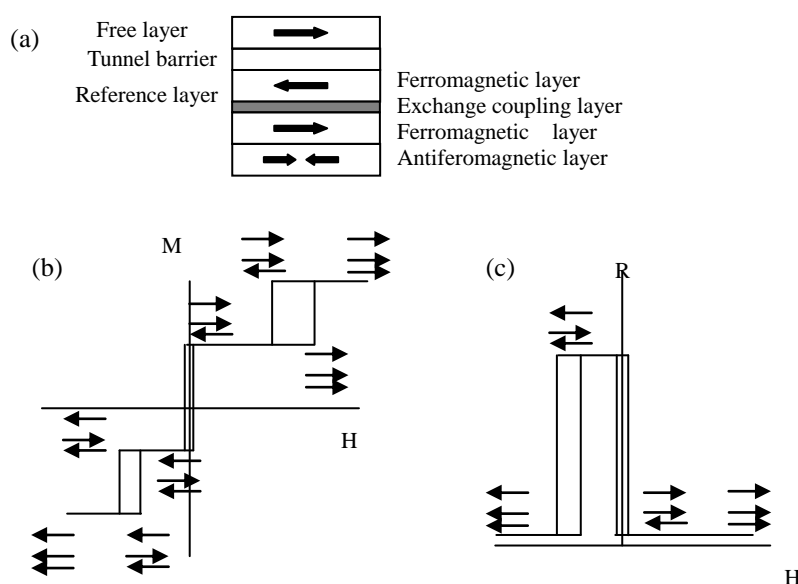 (a)
Free layer
Tunnel barrier
Reference layer
Ferromagnetic layer
Exchange coupling layer
Ferromagnetic layer
Antiferomagnetic layer
(b)
M
H
(c)
R
H